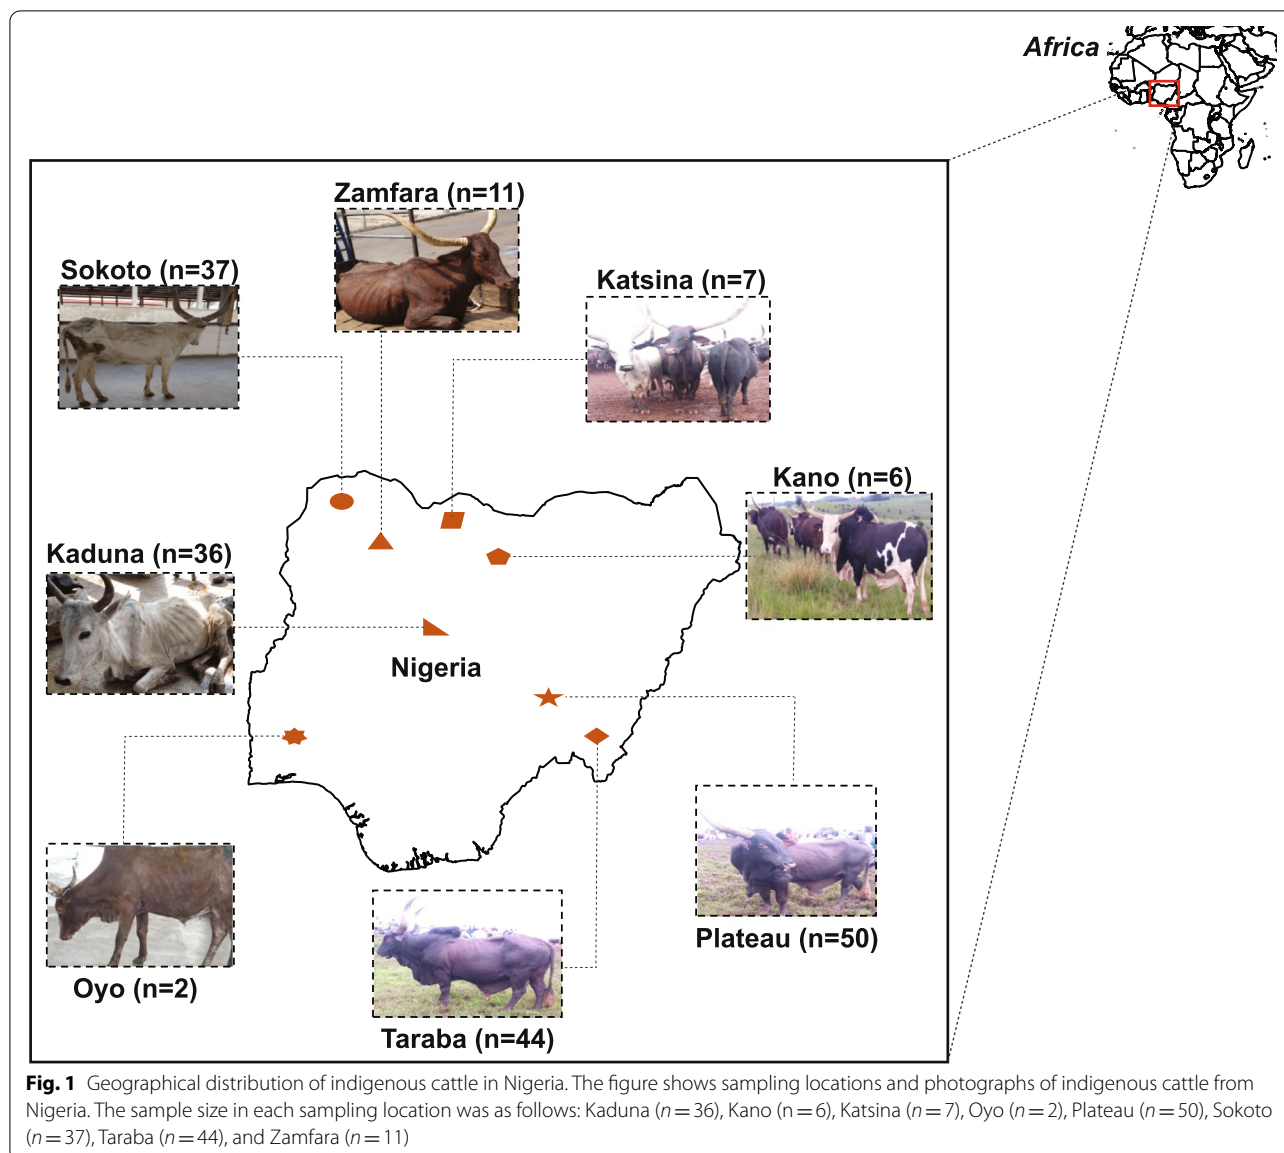 Africa
Zamfara (n=11)
Sokoto (n=37)
Katsina (n=7)
Kano (n=6)
Kaduna (n=36)
Nigeria
Plateau (n=50)
Oyo (n=2)
Taraba (n=44)
Fig. 1 Geographical distribution of indigenous cattle in Nigeria. The figure shows sampling locations and photographs of indigenous cattle from
Nigeria. The sample size in each sampling location was as follows: Kaduna (n = 36), Kano (n = 6), Katsina (n = 7), Oyo (n = 2), Plateau (n = 50), Sokoto
(n = 37), Taraba (n = 44), and Zamfara (n = 11)